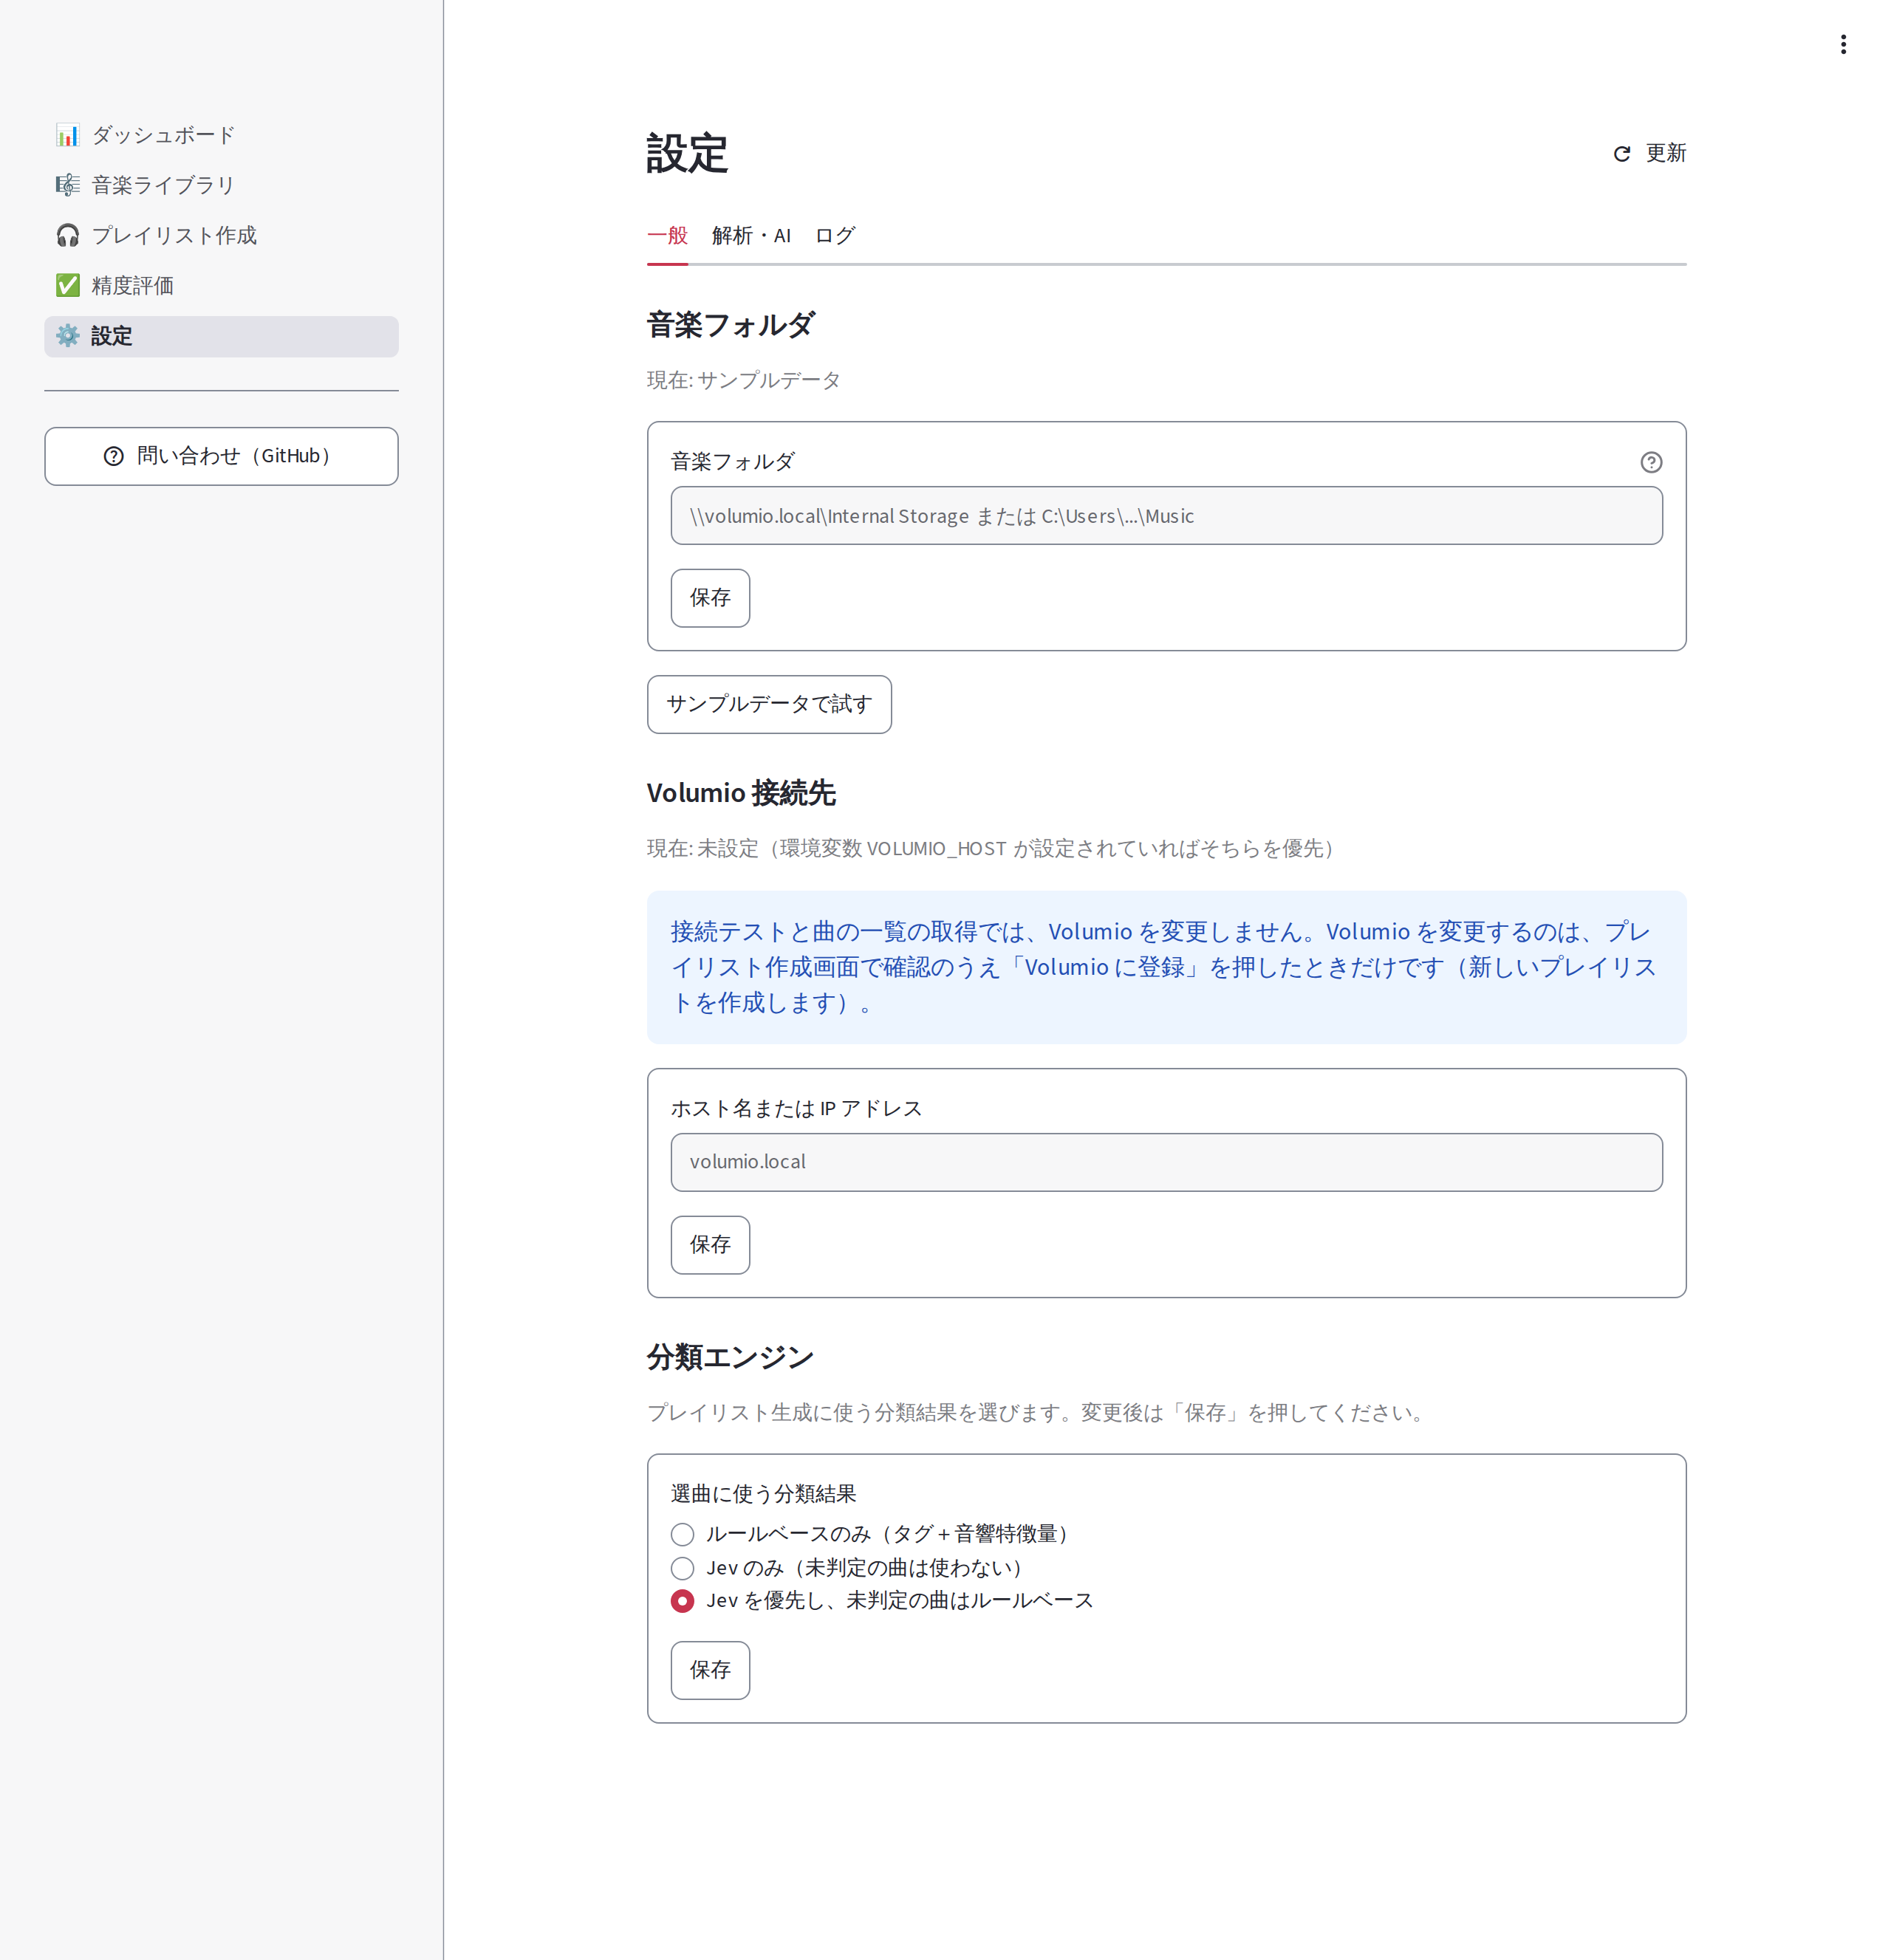 ダッシュボード
音楽ライブラリ
プレイリスト作成
精度評価
設定
問い合わせ（GitHub）
設定
更新
一般 解析・AI ログ
音楽フォルダ
現在: サンプルデータ
音楽フォルダ
\\volumio.local\Internal Storage または C:\Users\...\Music
保存
サンプルデータで試す
Volumio 接続先
現在: 未設定（環境変数 VOLUMIO_HOST が設定されていればそちらを優先）
接続テストと曲の一覧の取得では、Volumio を変更しません。Volumio を変更するのは、プレ
イリスト作成画面で確認のうえ「Volumio に登録」を押したときだけです（新しいプレイリス
トを作成します）。
ホスト名または IP アドレス
volumio.local
保存
分類エンジン
プレイリスト生成に使う分類結果を選びます。変更後は「保存」を押してください。
選曲に使う分類結果
ルールベースのみ（タグ＋音響特徴量）
Jev のみ（未判定の曲は使わない）
Jev を優先し、未判定の曲はルールベース
保存